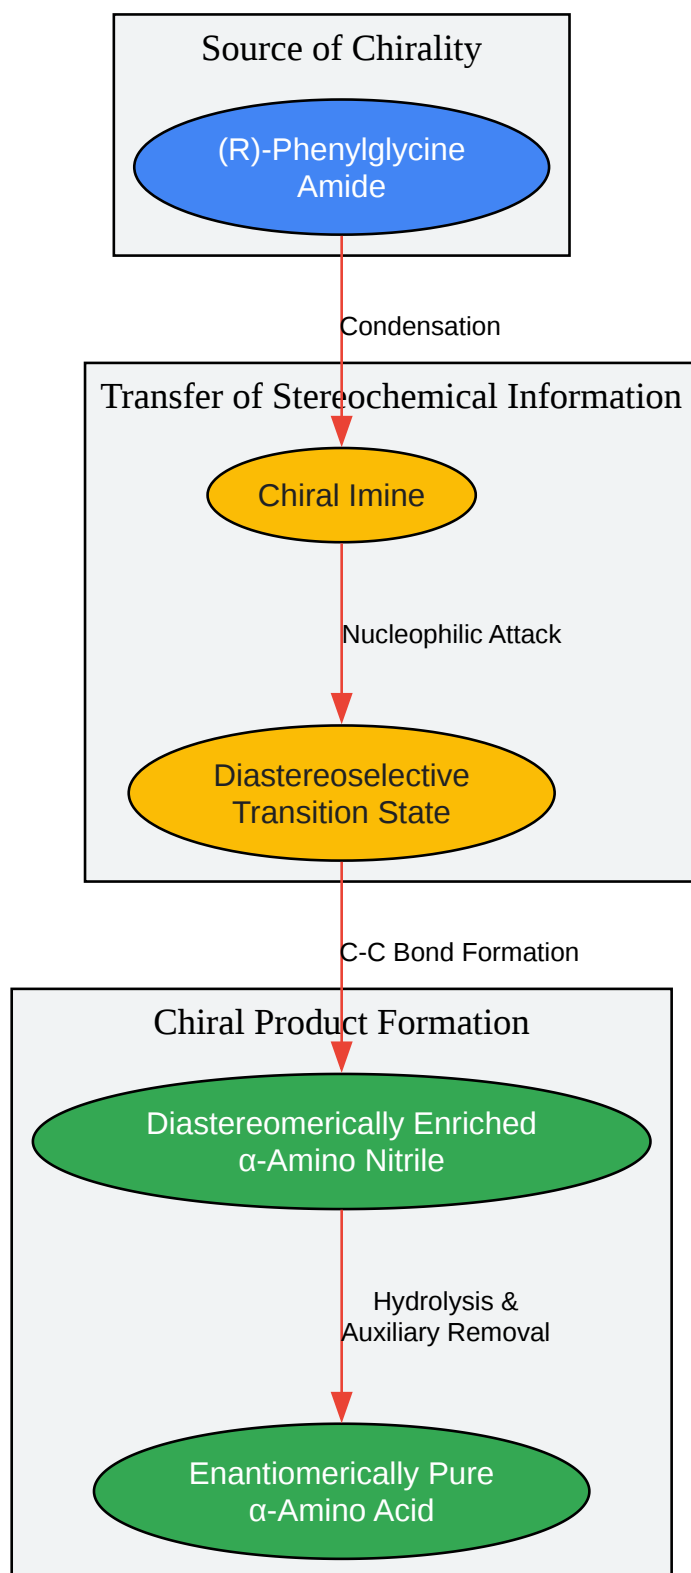 Source of Chirality
(R)-Phenylglycine
Amide
Condensation
Transfer of Stereochemical Information
Chiral Imine
Nucleophilic Attack
Diastereoselective
Transition State
C-C Bond Formation
Chiral Product Formation
Diastereomerically Enriched
α-Amino Nitrile
Hydrolysis &
Auxiliary Removal
Enantiomerically Pure
α-Amino Acid